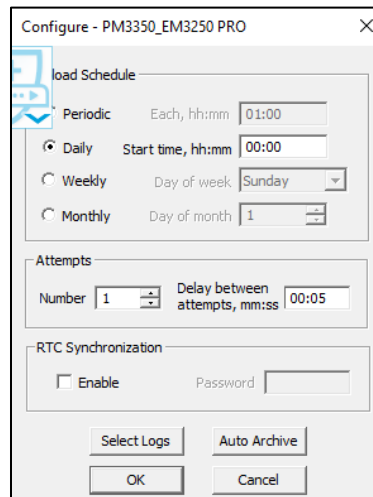 Configure - PM3350_EM3250 PRO
load Schedule
Periodic Each, hh:mm 01:00
Daily Start time, hh:mm 00:00
Weekly Day of week Sunday
Monthly Day of month 1
Attempts
Number 1 Delay between attempts, mm:ss 00:05
RTC Synchronization
Enable Password
Select Logs Auto Archive
OK Cancel